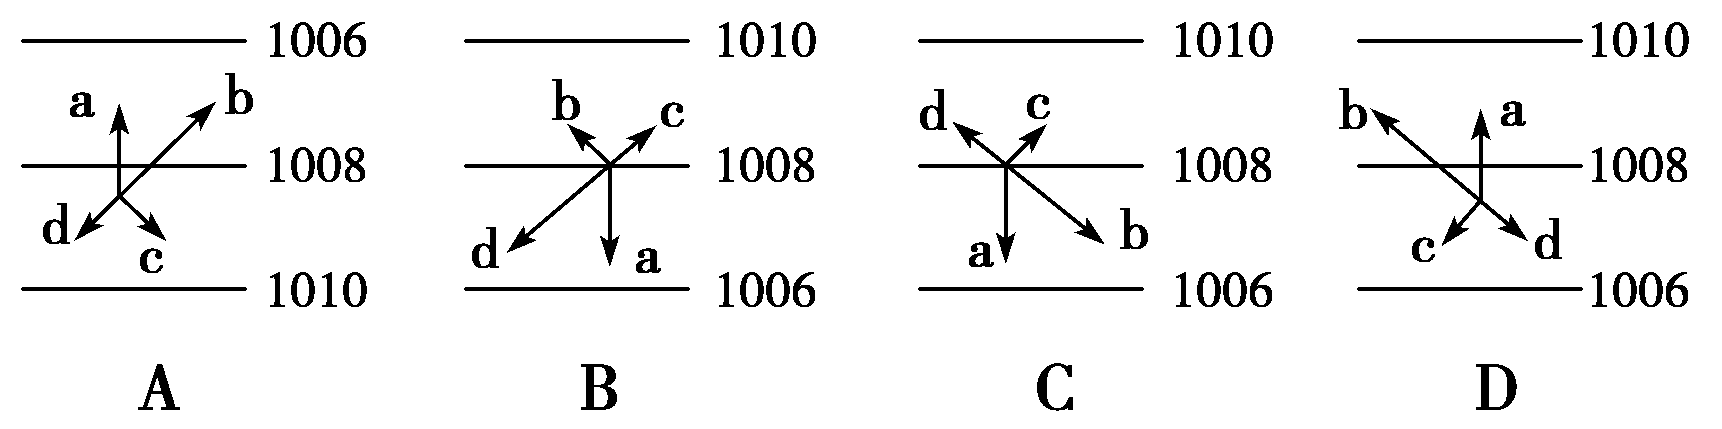 1006 1010 1010 1010
a b b c d c b a
1008 1008 1008 1008
d c d a a b c d
1010 1006 1006 1006
A B C D